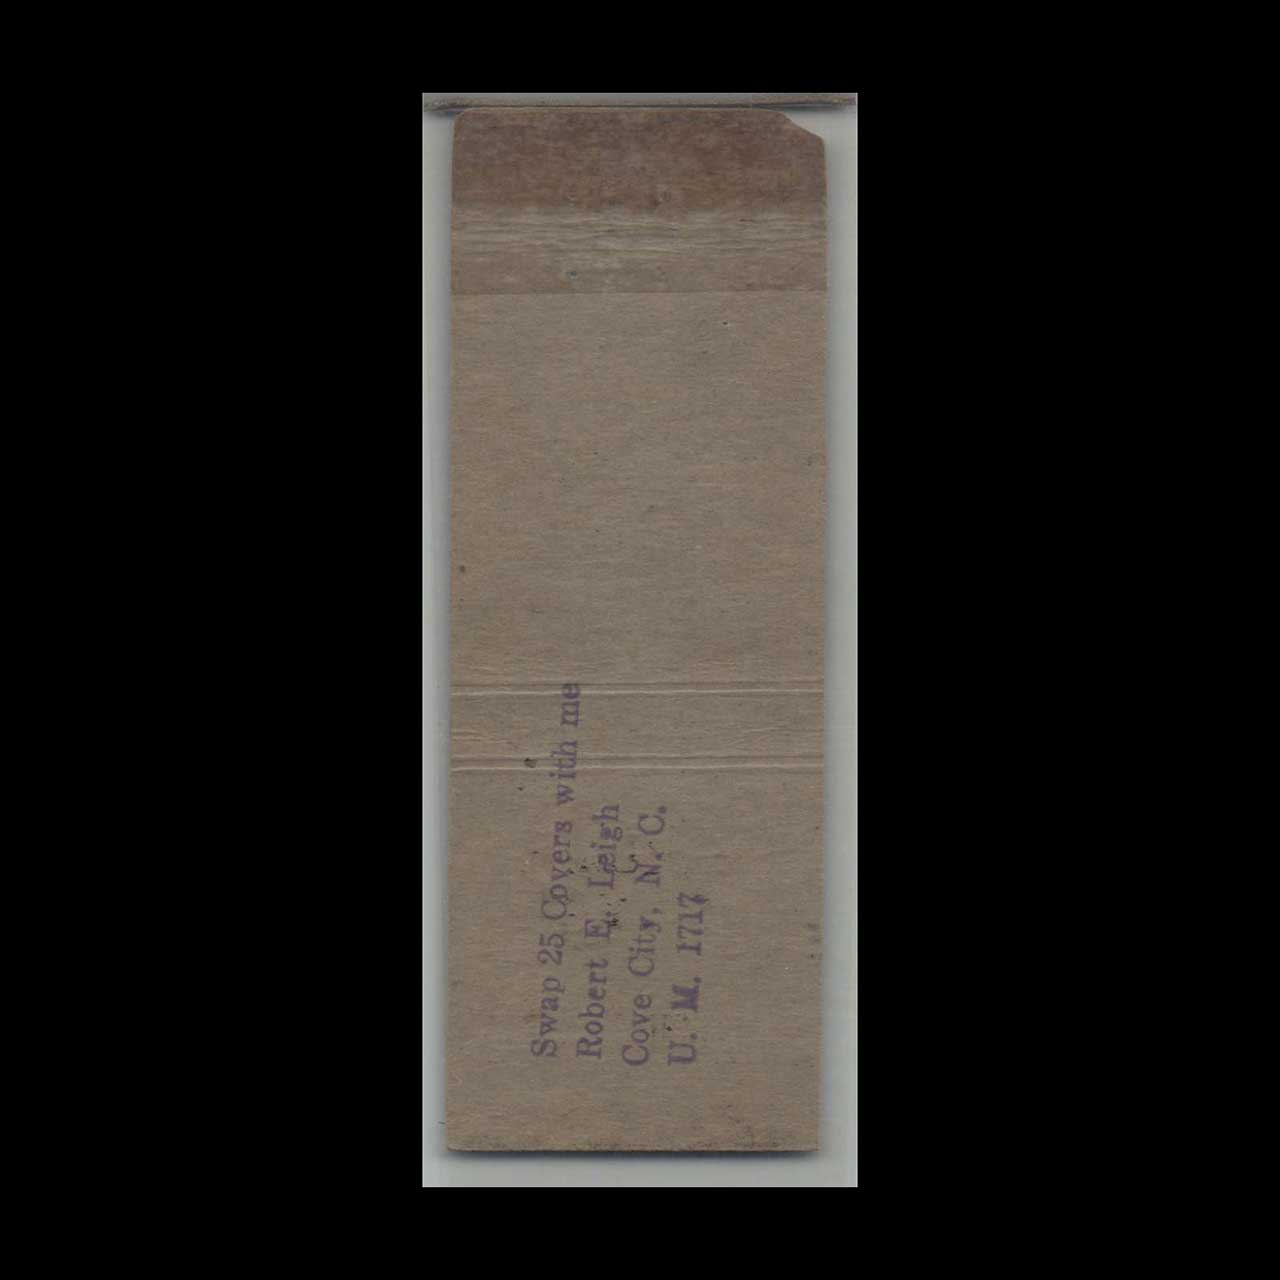 Swap 25 Covers with me
Robert E. Leigh
Cove City, N. C.
U. M. 1717